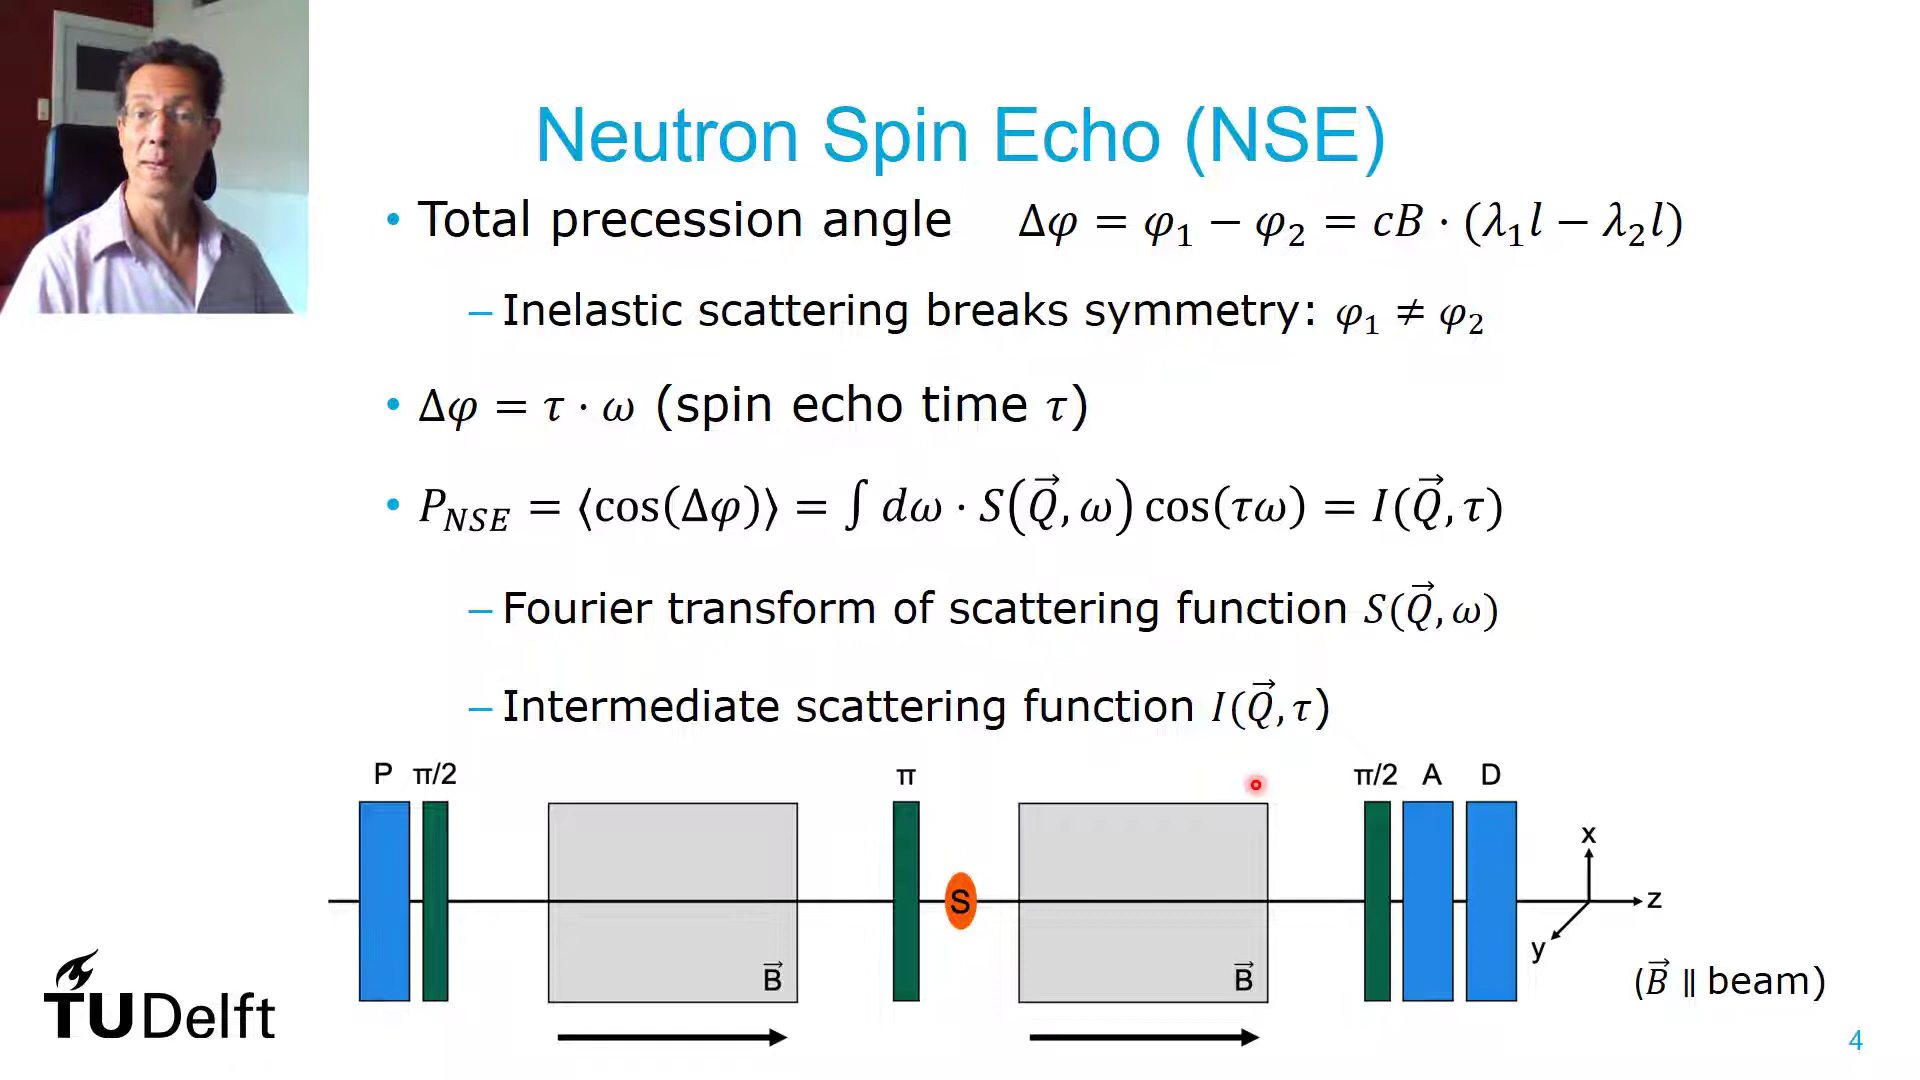 Neutron Spin Echo (NSE)
• Total precession angle Δφ = φ₁ − φ₂ = cB · (λ₁l − λ₂l)
– Inelastic scattering breaks symmetry: φ₁ ≠ φ₂
• Δφ = τ · ω (spin echo time τ)
• P_NSE = ⟨cos(Δφ)⟩ = ∫ dω · S(Q⃗, ω) cos(τω) = I(Q⃗, τ)
– Fourier transform of scattering function S(Q⃗, ω)
– Intermediate scattering function I(Q⃗, τ)
P π/2 π π/2 A D
x
S z
y
B⃗ B⃗ (B⃗ ∥ beam)
TUDelft
4